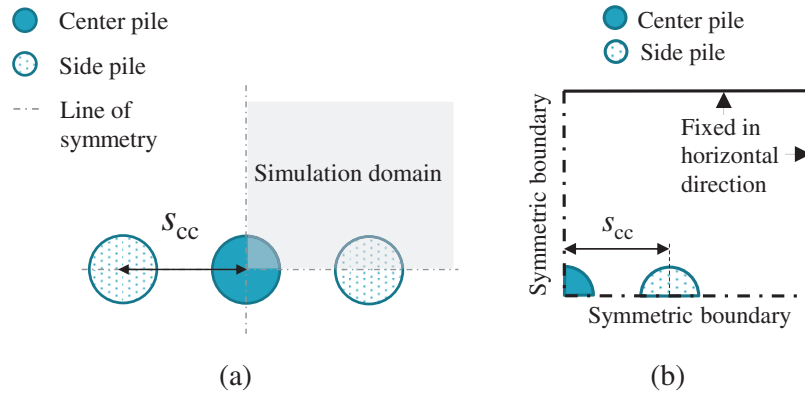 Center pile
Side pile
Line of
symmetry
Simulation domain
s_cc
(a)
Center pile
Side pile
Symmetric boundary
Fixed in
horizontal
direction
s_cc
Symmetric boundary
(b)